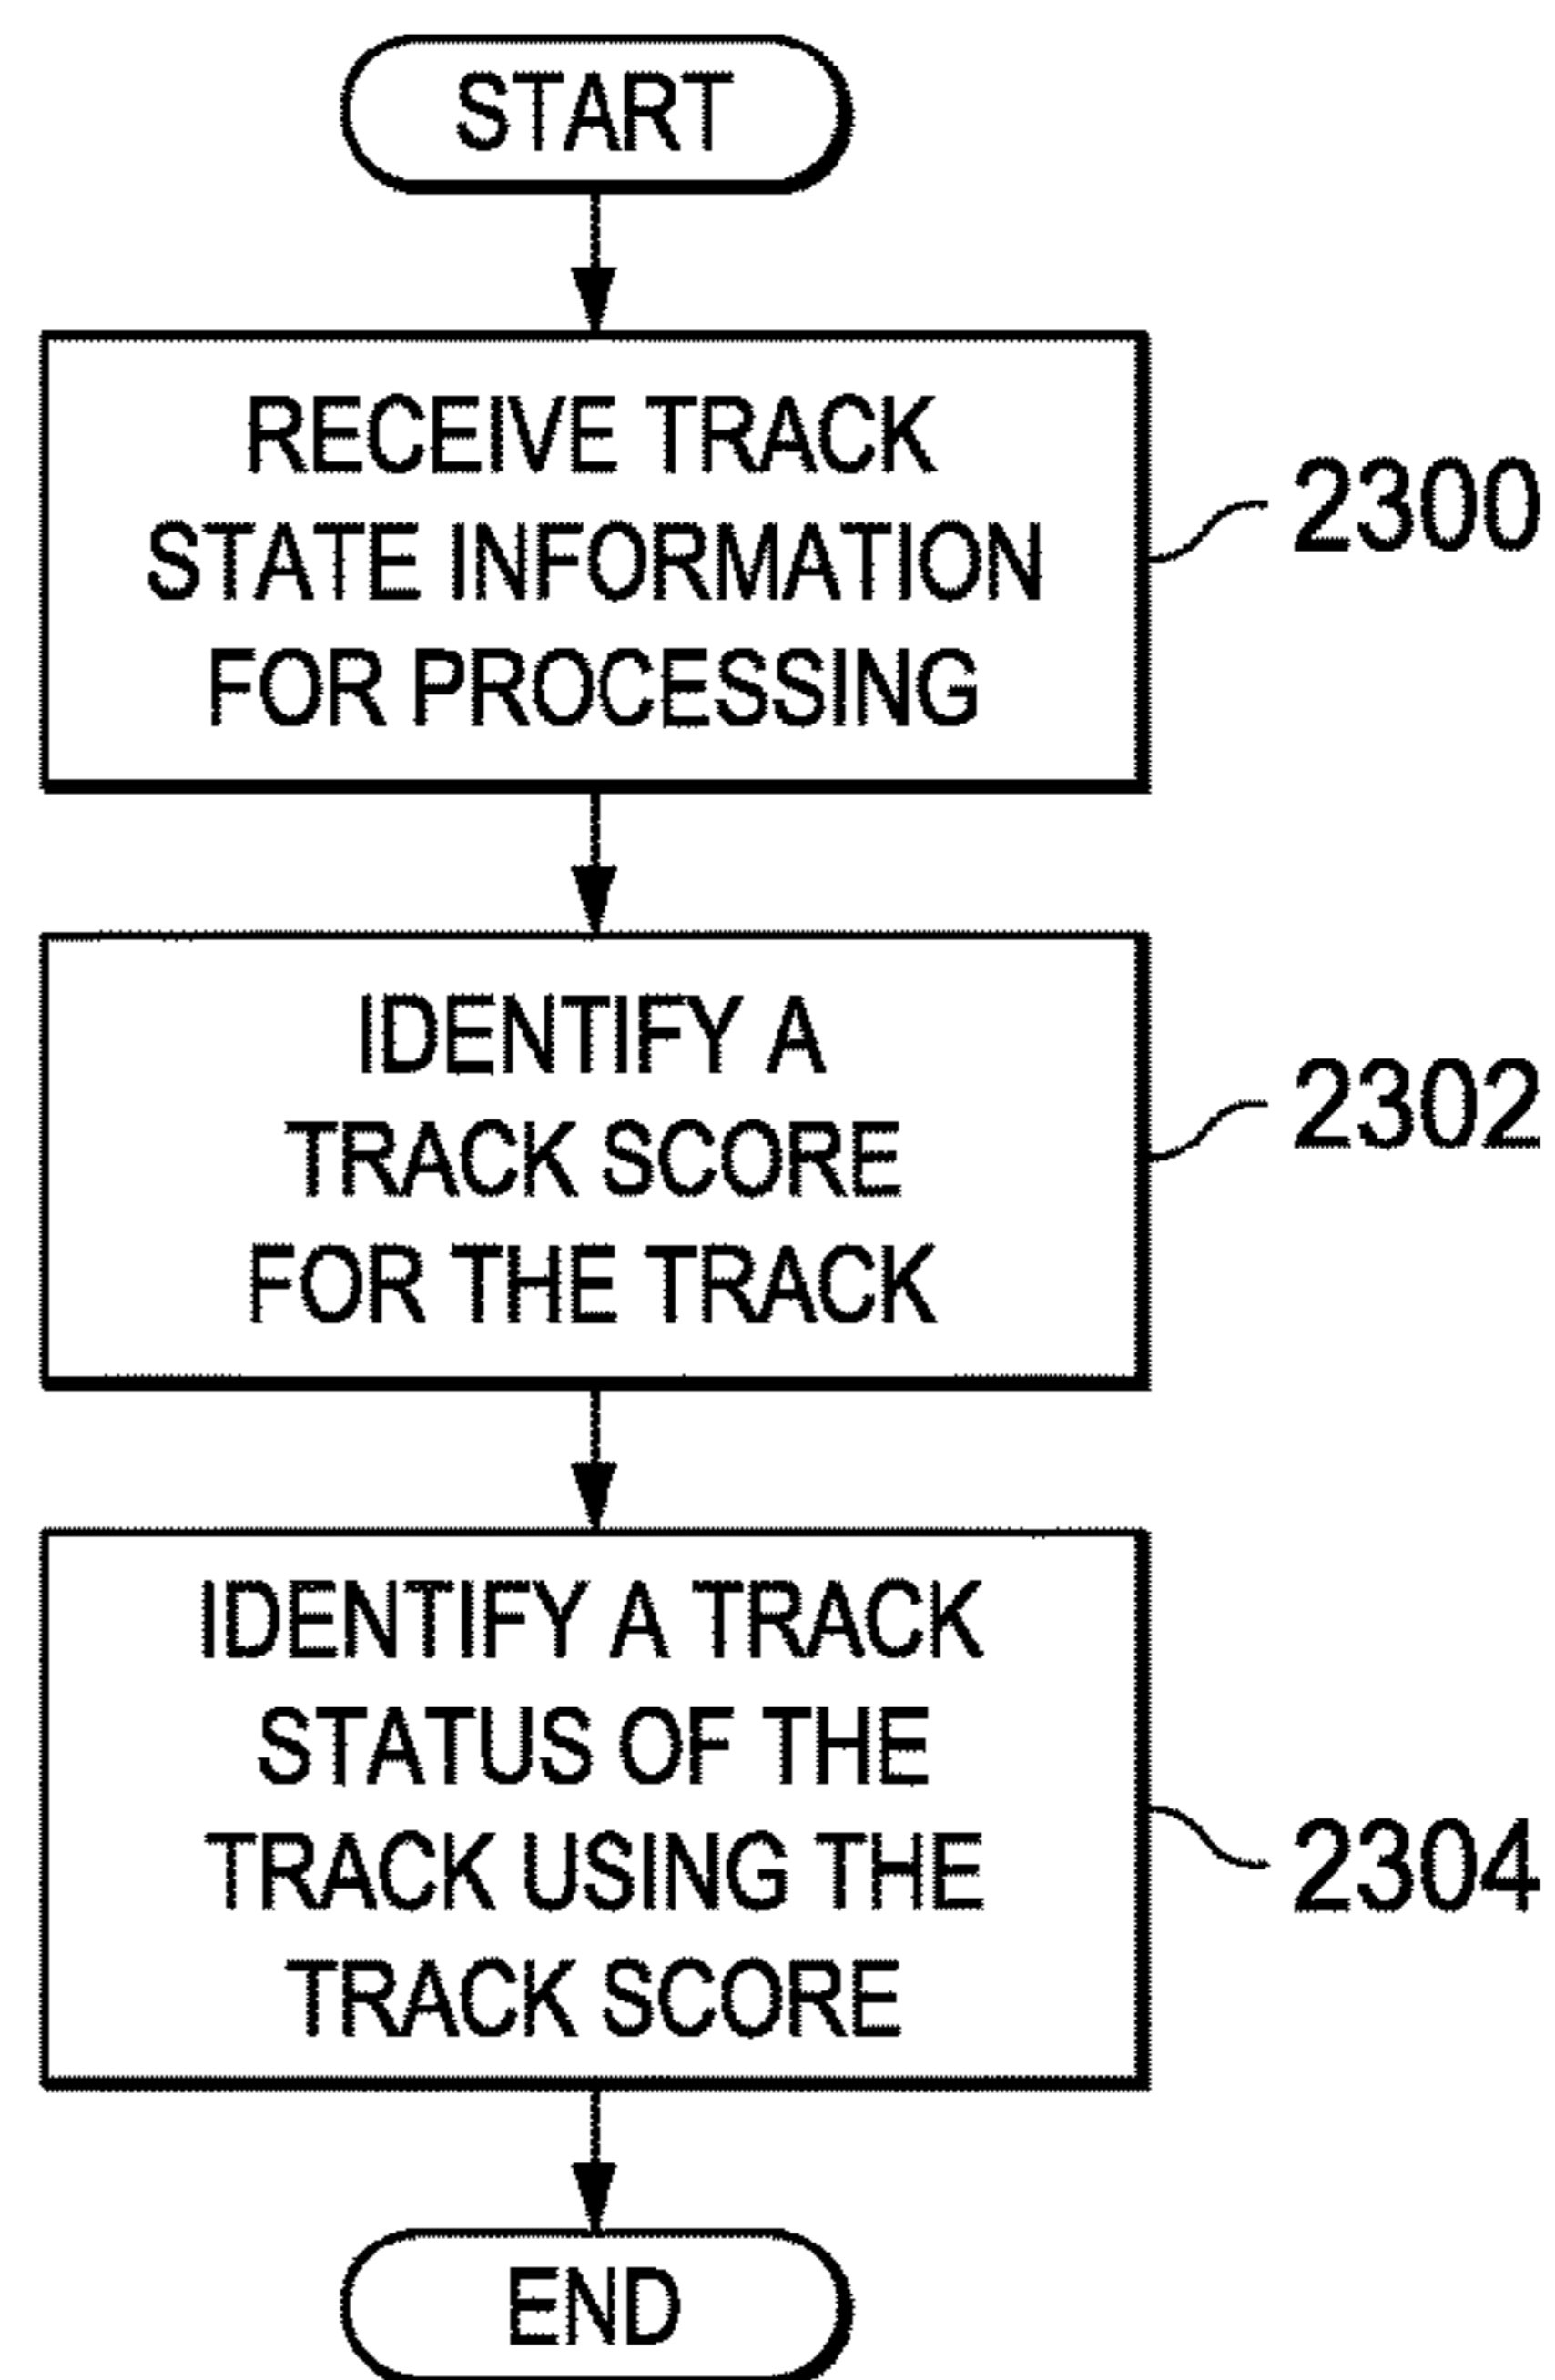 START
RECEIVE TRACK
STATE INFORMATION
FOR PROCESSING
2300
IDENTIFY A
TRACK SCORE
FOR THE TRACK
2302
IDENTIFY A TRACK
STATUS OF THE
TRACK USING THE
TRACK SCORE
2304
END